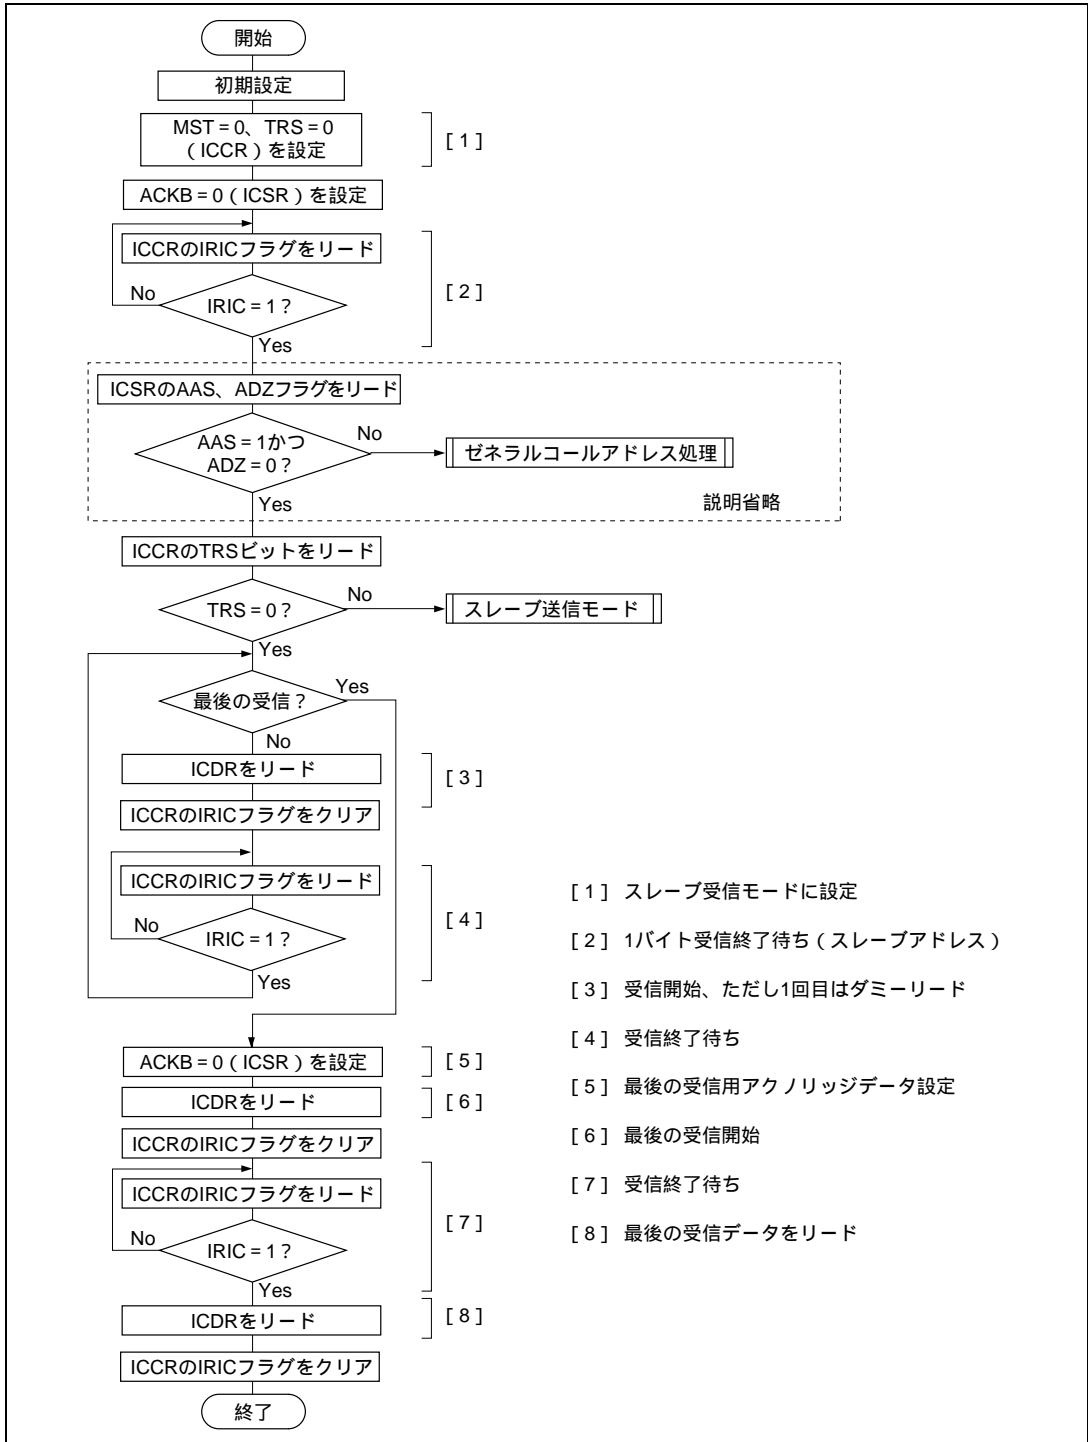 開始
初期設定
MST = 0、TRS = 0
（ICCR）を設定
[ 1 ]
ACKB = 0（ICSR）を設定
ICCRのIRICフラグをリード
No
IRIC = 1？
[ 2 ]
Yes
ICSRのAAS、ADZフラグをリード
AAS = 1かつ
ADZ = 0？
No
ゼネラルコールアドレス処理
Yes
説明省略
ICCRのTRSビットをリード
TRS = 0？
No
スレーブ送信モード
Yes
最後の受信？
Yes
No
ICDRをリード
[ 3 ]
ICCRのIRICフラグをクリア
ICCRのIRICフラグをリード
No
IRIC = 1？
[ 4 ]
Yes
ACKB = 0（ICSR）を設定
[ 5 ]
ICDRをリード
[ 6 ]
ICCRのIRICフラグをクリア
ICCRのIRICフラグをリード
No
IRIC = 1？
[ 7 ]
Yes
ICDRをリード
[ 8 ]
ICCRのIRICフラグをクリア
終了
[ 1 ] スレーブ受信モードに設定
[ 2 ] 1バイト受信終了待ち（スレーブアドレス）
[ 3 ] 受信開始、ただし1回目はダミーリード
[ 4 ] 受信終了待ち
[ 5 ] 最後の受信用アクノリッジデータ設定
[ 6 ] 最後の受信開始
[ 7 ] 受信終了待ち
[ 8 ] 最後の受信データをリード